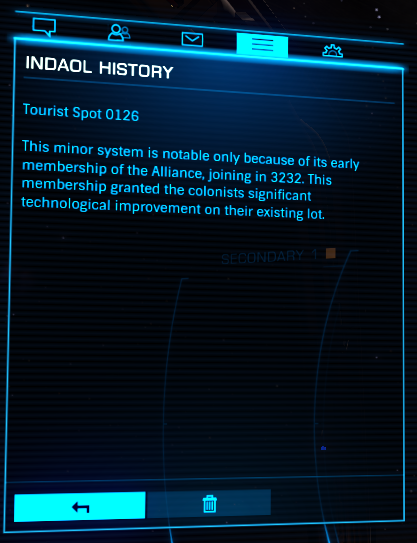 INDAOL HISTORY
Tourist Spot 0126
This minor system is notable only because of its early
membership of the Alliance, joining in 3232. This
membership granted the colonists significant
technological improvement on their existing lot.
SECONDARY 1